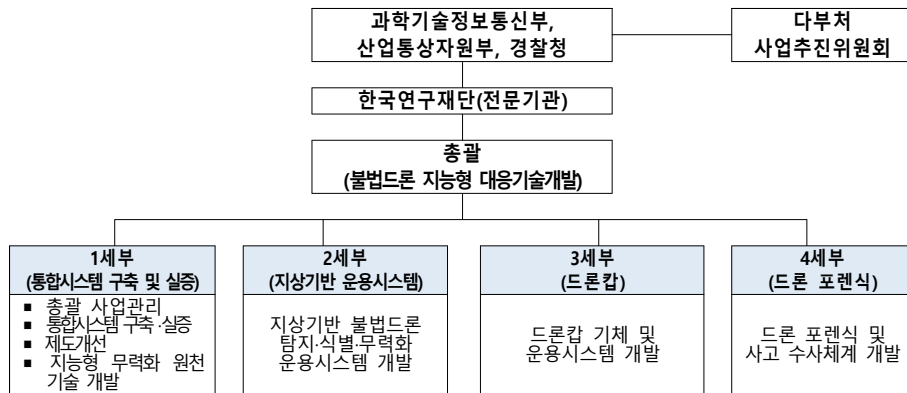 과학기술정보통신부,
산업통상자원부, 경찰청
다부처
사업추진위원회
한국연구재단(전문기관)
총괄
(불법드론 지능형 대응기술개발)
1세부
(통합시스템 구축 및 실증)
■ 총괄 사업관리
■ 통합시스템 구축·실증
■ 제도개선
■ 지능형 무력화 원천
기술 개발
2세부
(지상기반 운용시스템)
지상기반 불법드론
탐지·식별·무력화
운용시스템 개발
3세부
(드론캅)
드론캅 기체 및
운용시스템 개발
4세부
(드론 포렌식)
드론 포렌식 및
사고 수사체계 개발